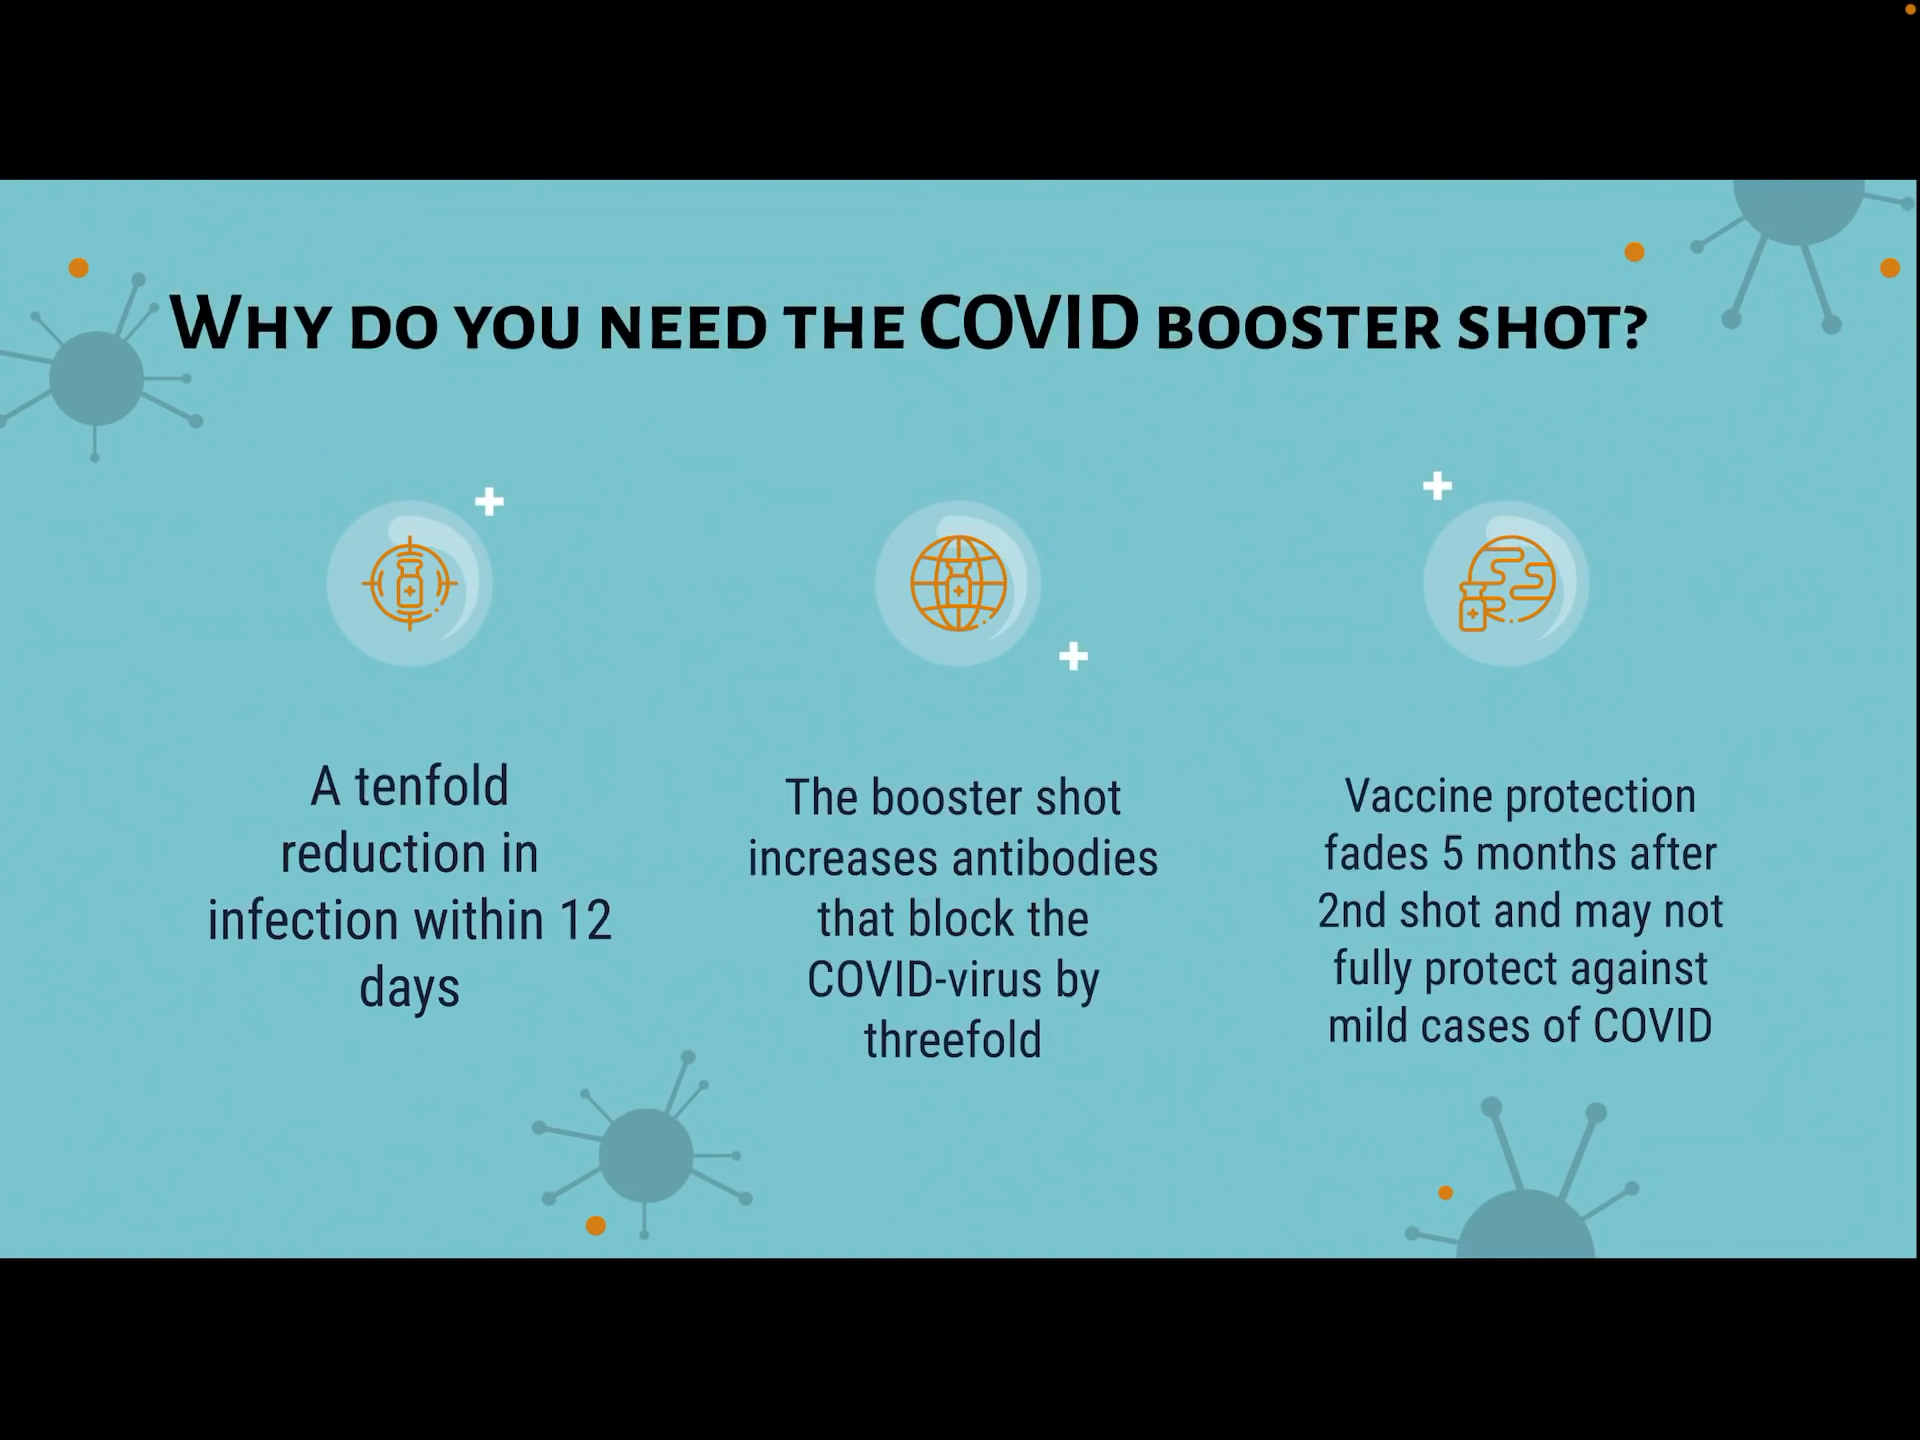 Why do you need the COVID booster shot?
A tenfold
reduction in
infection within 12
days
The booster shot
increases antibodies
that block the
COVID-virus by
threefold
Vaccine protection
fades 5 months after
2nd shot and may not
fully protect against
mild cases of COVID